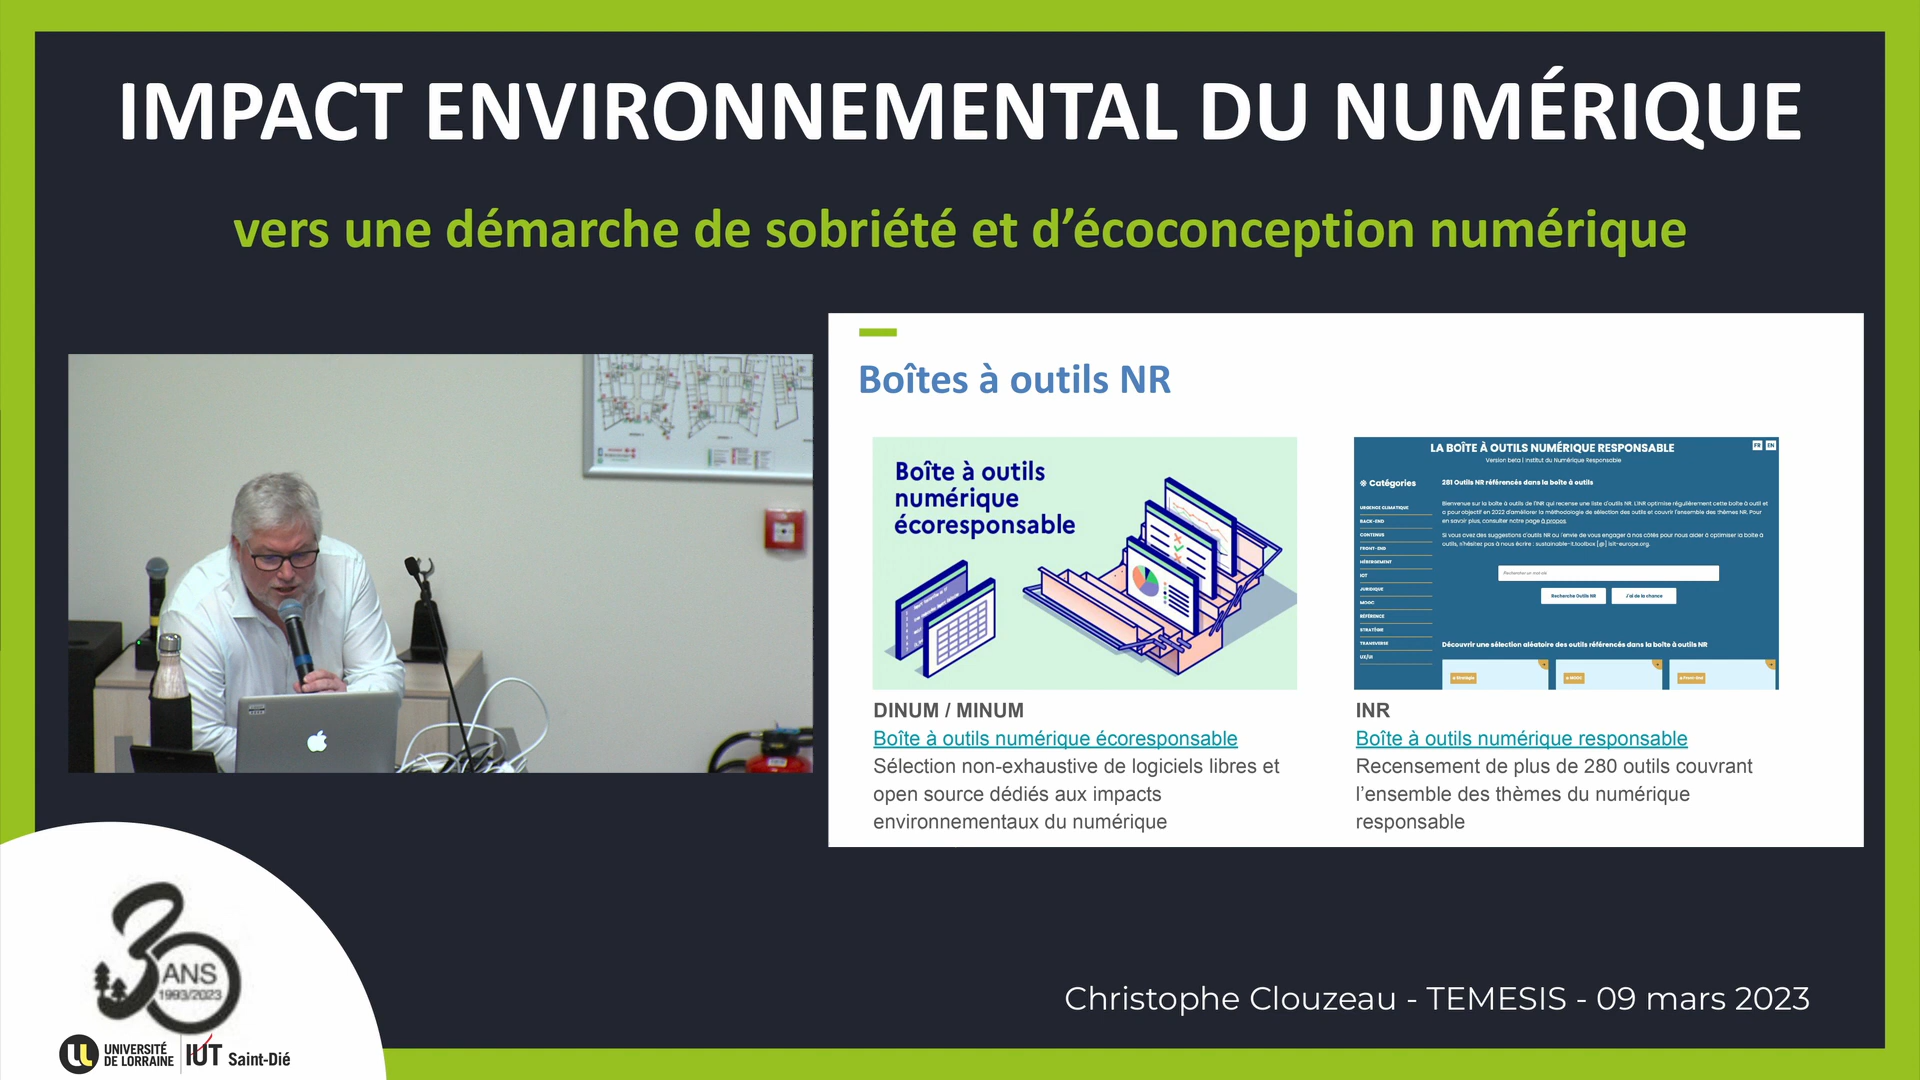 IMPACT ENVIRONNEMENTAL DU NUMÉRIQUE
vers une démarche de sobriété et d’écoconception numérique
Boîtes à outils NR
Boîte à outils
numérique
écoresponsable
DINUM / MINUM
Boîte à outils numérique écoresponsable
Sélection non-exhaustive de logiciels libres et
open source dédiés aux impacts
environnementaux du numérique
LA BOÎTE À OUTILS NUMÉRIQUE RESPONSABLE
FR EN
Version beta | Institut du Numérique Responsable
Catégories
URGENCE CLIMATIQUE
BACK-END
CONTENUS
FRONT-END
HÉBERGEMENT
IOT
JURIDIQUE
MOOC
RÉFÉRENCE
STRATÉGIE
TRANSVERSE
UX/UI
281 Outils NR référencés dans la boîte à outils
Bienvenue sur la boîte à outils de l'INR qui recense une liste d'outils NR. L'INR optimise régulièrement cette boîte à outil et
a pour objectif en 2022 d'améliorer la méthodologie de sélection des outils et couvrir l'ensemble des thèmes NR. Pour
en savoir plus, consulter notre page à propos.
Si vous avez des suggestions d'outils NR ou l'envie de vous engager à nos côtés pour nous aider à optimiser la boîte à
outils, n'hésitez pas à nous écrire : sustainable-it.toolbox [@] isit-europe.org.
Rechercher un mot clé
Recherche Outils NR
J'ai de la chance
Découvrir une sélection aléatoire des outils référencés dans la boîte à outils NR
Stratégie
MOOC
Front-End
INR
Boîte à outils numérique responsable
Recensement de plus de 280 outils couvrant
l’ensemble des thèmes du numérique
responsable
30 ANS
1993/2023
UNIVERSITÉ
DE LORRAINE
IUT Saint-Dié
Christophe Clouzeau - TEMESIS - 09 mars 2023